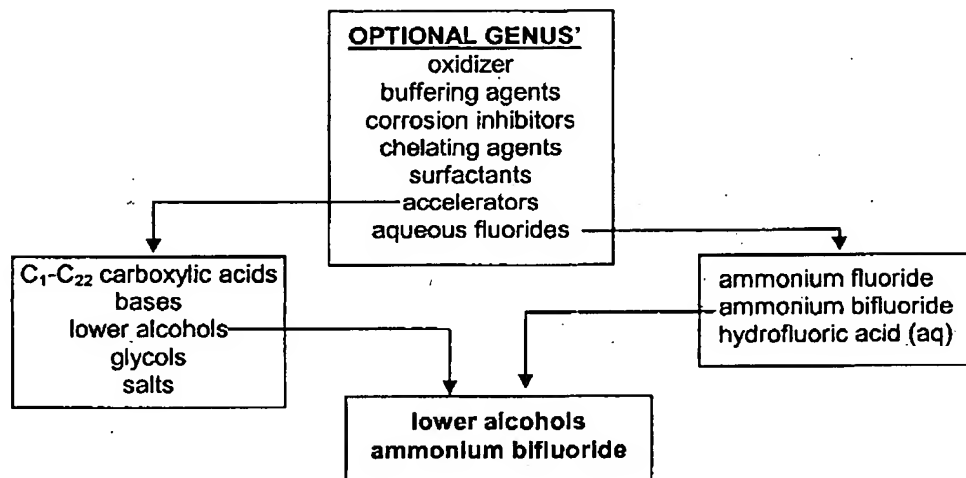 OPTIONAL GENUS'
oxidizer
buffering agents
corrosion inhibitors
chelating agents
surfactants
accelerators
aqueous fluorides
C₁-C₂₂ carboxylic acids
bases
lower alcohols
glycols
salts
ammonium fluoride
ammonium bifluoride
hydrofluoric acid (aq)
lower alcohols
ammonium bifluoride